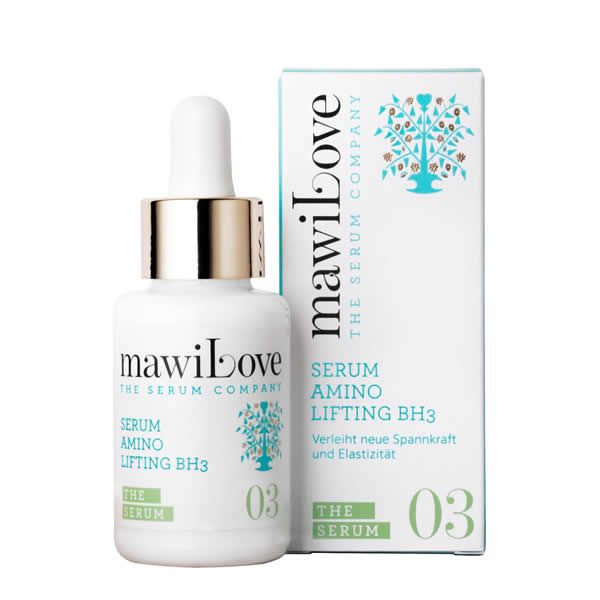 mawiLove
THE SERUM COMPANY
SERUM
AMINO
LIFTING BH3
THE
SERUM
03
mawiLove
THE SERUM COMPANY
SERUM
AMINO
LIFTING BH3
Verleiht neue Spannkraft
und Elastizität
THE
SERUM
03